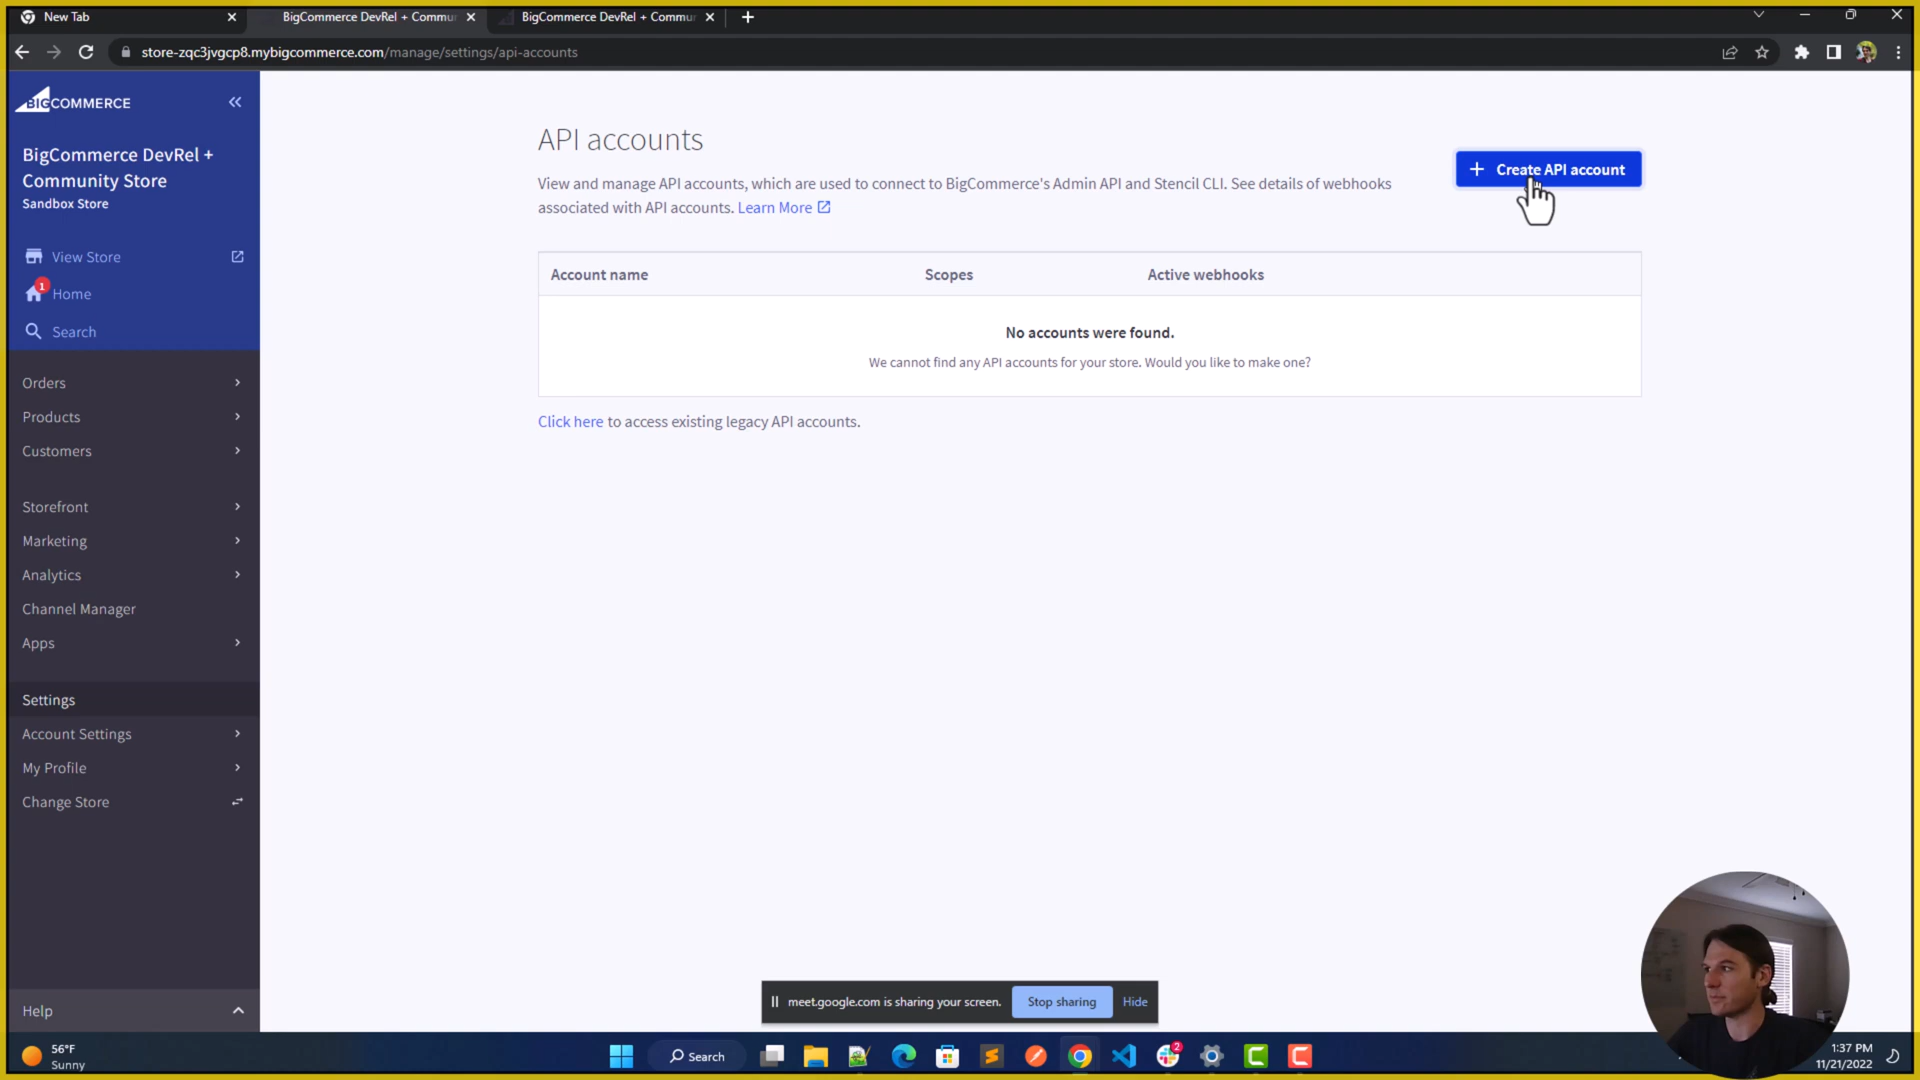 New Tab
BigCommerce DevRel + Commu
BigCommerce DevRel + Commu
store-zqc3jvgcp8.mybigcommerce.com/manage/settings/api-accounts
BIGCOMMERCE
BigCommerce DevRel +
Community Store
Sandbox Store
View Store
1
Home
Search
Orders
Products
Customers
Storefront
Marketing
Analytics
Channel Manager
Apps
Settings
Account Settings
My Profile
Change Store
Help
API accounts
Create API account
View and manage API accounts, which are used to connect to BigCommerce's Admin API and Stencil CLI. See details of webhooks
associated with API accounts. Learn More
Account name Scopes Active webhooks
No accounts were found.
We cannot find any API accounts for your store. Would you like to make one?
Click here to access existing legacy API accounts.
meet.google.com is sharing your screen. Stop sharing Hide
56°F
Sunny
Search
2
1:37 PM
11/21/2022